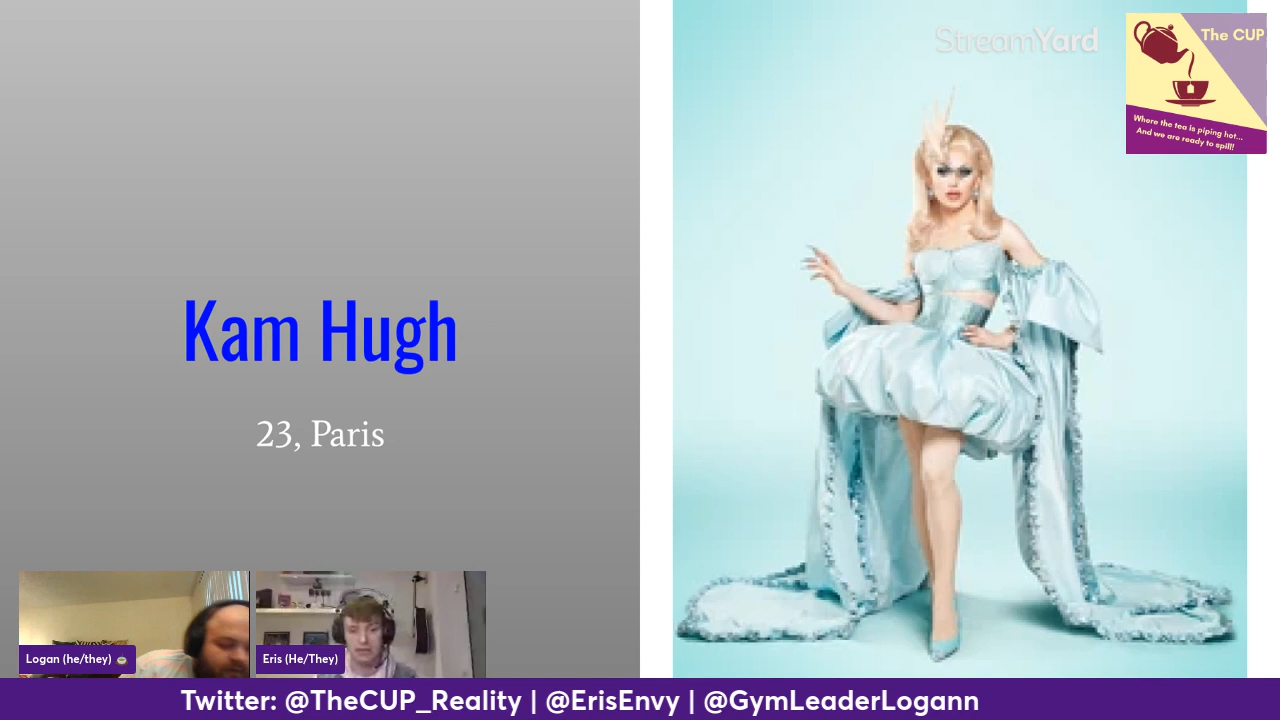 StreamYard
The CUP
Where the tea is piping hot...
And we are ready to spill!
Kam Hugh
23, Paris
Logan (he/they)
Eris (He/They)
Twitter: @TheCUP_Reality | @ErisEnvy | @GymLeaderLogann